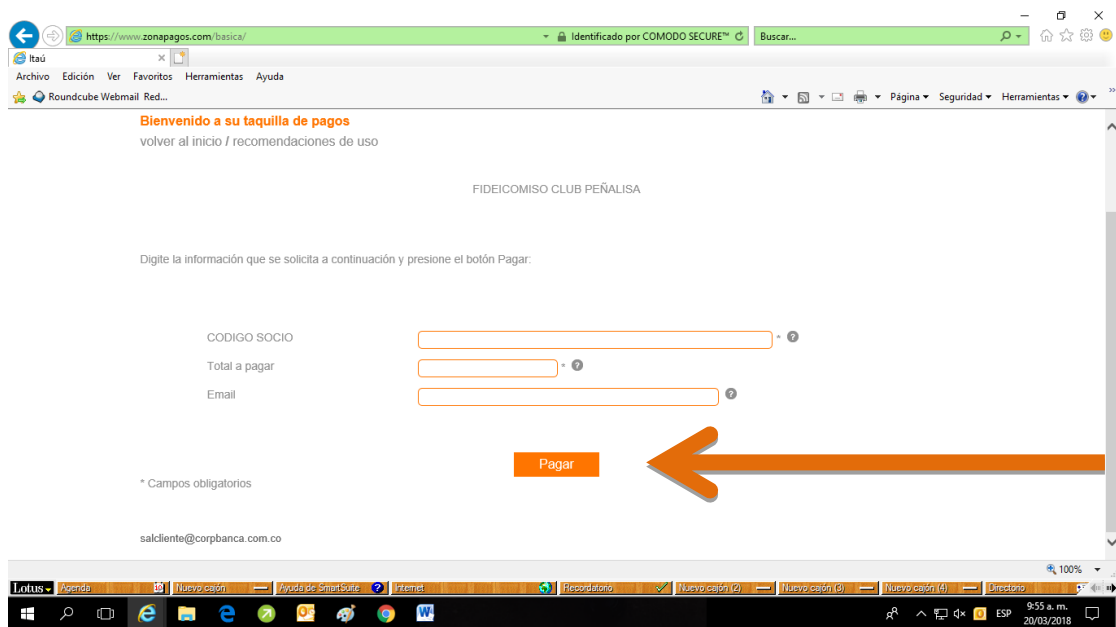 https://www.zonapagos.com/basica/
Identificado por COMODO SECURE™
Buscar...
Itaú
Archivo Edición Ver Favoritos Herramientas Ayuda
Roundcube Webmail Red...
Página Seguridad Herramientas
Bienvenido a su taquilla de pagos
volver al inicio / recomendaciones de uso
FIDEICOMISO CLUB PEÑALISA
Digite la información que se solicita a continuación y presione el botón Pagar:
CODIGO SOCIO * ?
Total a pagar * ?
Email ?
Pagar
* Campos obligatorios
salcliente@corpbanca.com.co
100%
Lotus Agenda Nuevo cajón Ayuda de SmartSuite Internet Recordatorio Nuevo cajón (2) Nuevo cajón (3) Nuevo cajón (4) Directorio
ESP 9:55 a. m.
20/03/2018